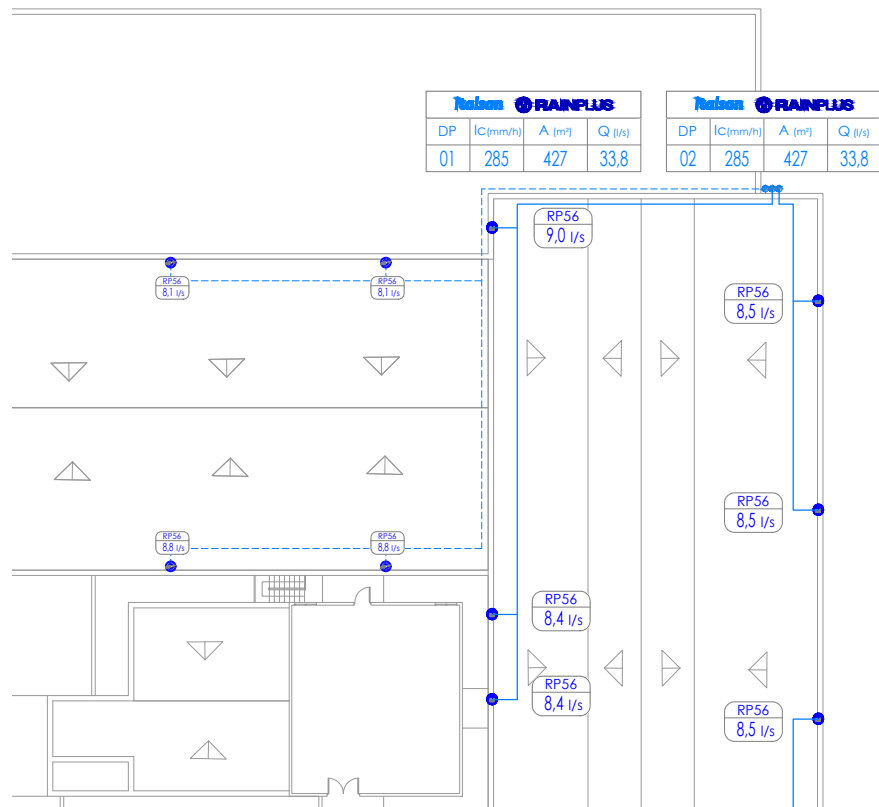 Italsan RAINPLUS
DP IC(mm/h) A (m²) Q (l/s)
01 285 427 33,8
Italsan RAINPLUS
DP IC(mm/h) A (m²) Q (l/s)
02 285 427 33,8
RP56
9,0 l/s
RP56
8,1 l/s
RP56
8,1 l/s
RP56
8,5 l/s
RP56
8,5 l/s
RP56
8,8 l/s
RP56
8,8 l/s
RP56
8,4 l/s
RP56
8,4 l/s
RP56
8,5 l/s